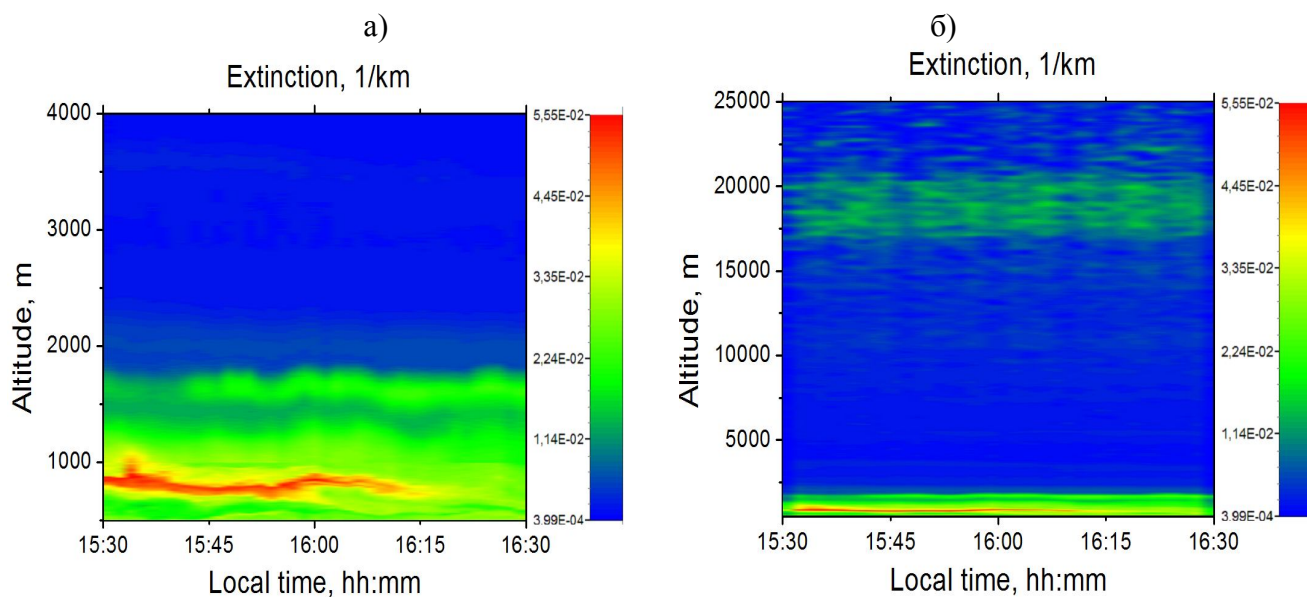 а)
Extinction, 1/km
4000
3000
2000
1000
Altitude, m
15:30 15:45 16:00 16:15 16:30
Local time, hh:mm
5,55E-02
4,45E-02
3,35E-02
2,24E-02
1,14E-02
3,99E-04
б)
Extinction, 1/km
25000
20000
15000
10000
5000
Altitude, m
15:30 15:45 16:00 16:15 16:30
Local time, hh:mm
5,55E-02
4,45E-02
3,35E-02
2,24E-02
1,14E-02
3.99E-04